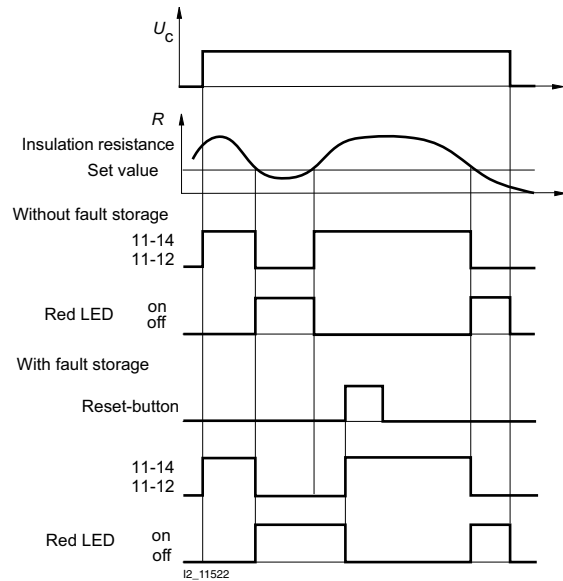 U C
R
Insulation resistance
Set value
Without fault storage
11-14
11-12
Red LED on
off
With fault storage
Reset-button
11-14
11-12
Red LED on
off
I2_11522